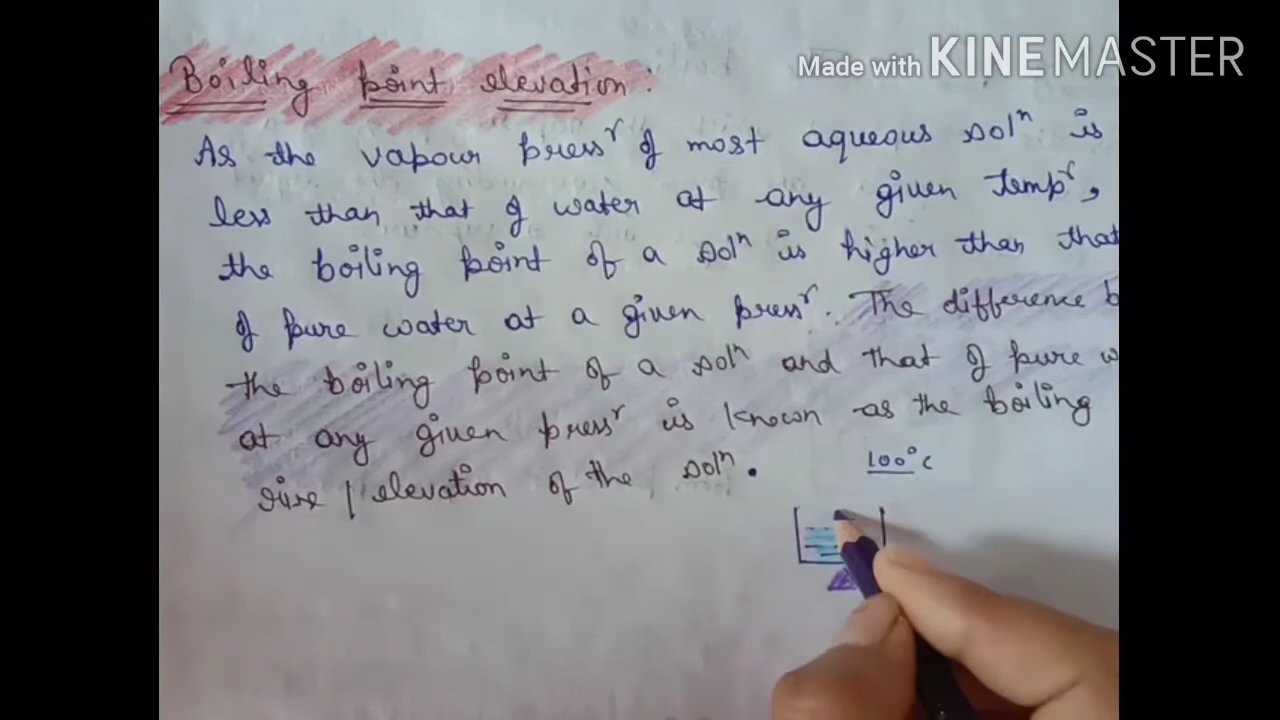 Made with KINEMASTER
Boiling point elevation:
As the vapour pressʳ of most aqueous solⁿ is
less than that of water at any given tempʳ,
the boiling point of a solⁿ is higher than that
of pure water at a given pressʳ. The difference b
the boiling point of a solⁿ and that of pure w
at any given pressʳ is known as the boiling
rise / elevation of the solⁿ.
100°C